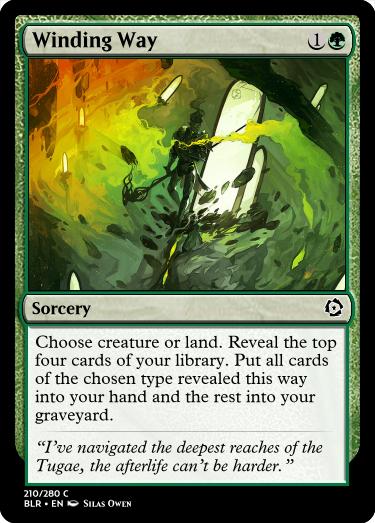 Winding Way 1
Sorcery
Choose creature or land. Reveal the top
four cards of your library. Put all cards
of the chosen type revealed this way
into your hand and the rest into your
graveyard.
“I’ve navigated the deepest reaches of the
Tugae, the afterlife can’t be harder.”
210/280 C
BLR • EN Silas Owen